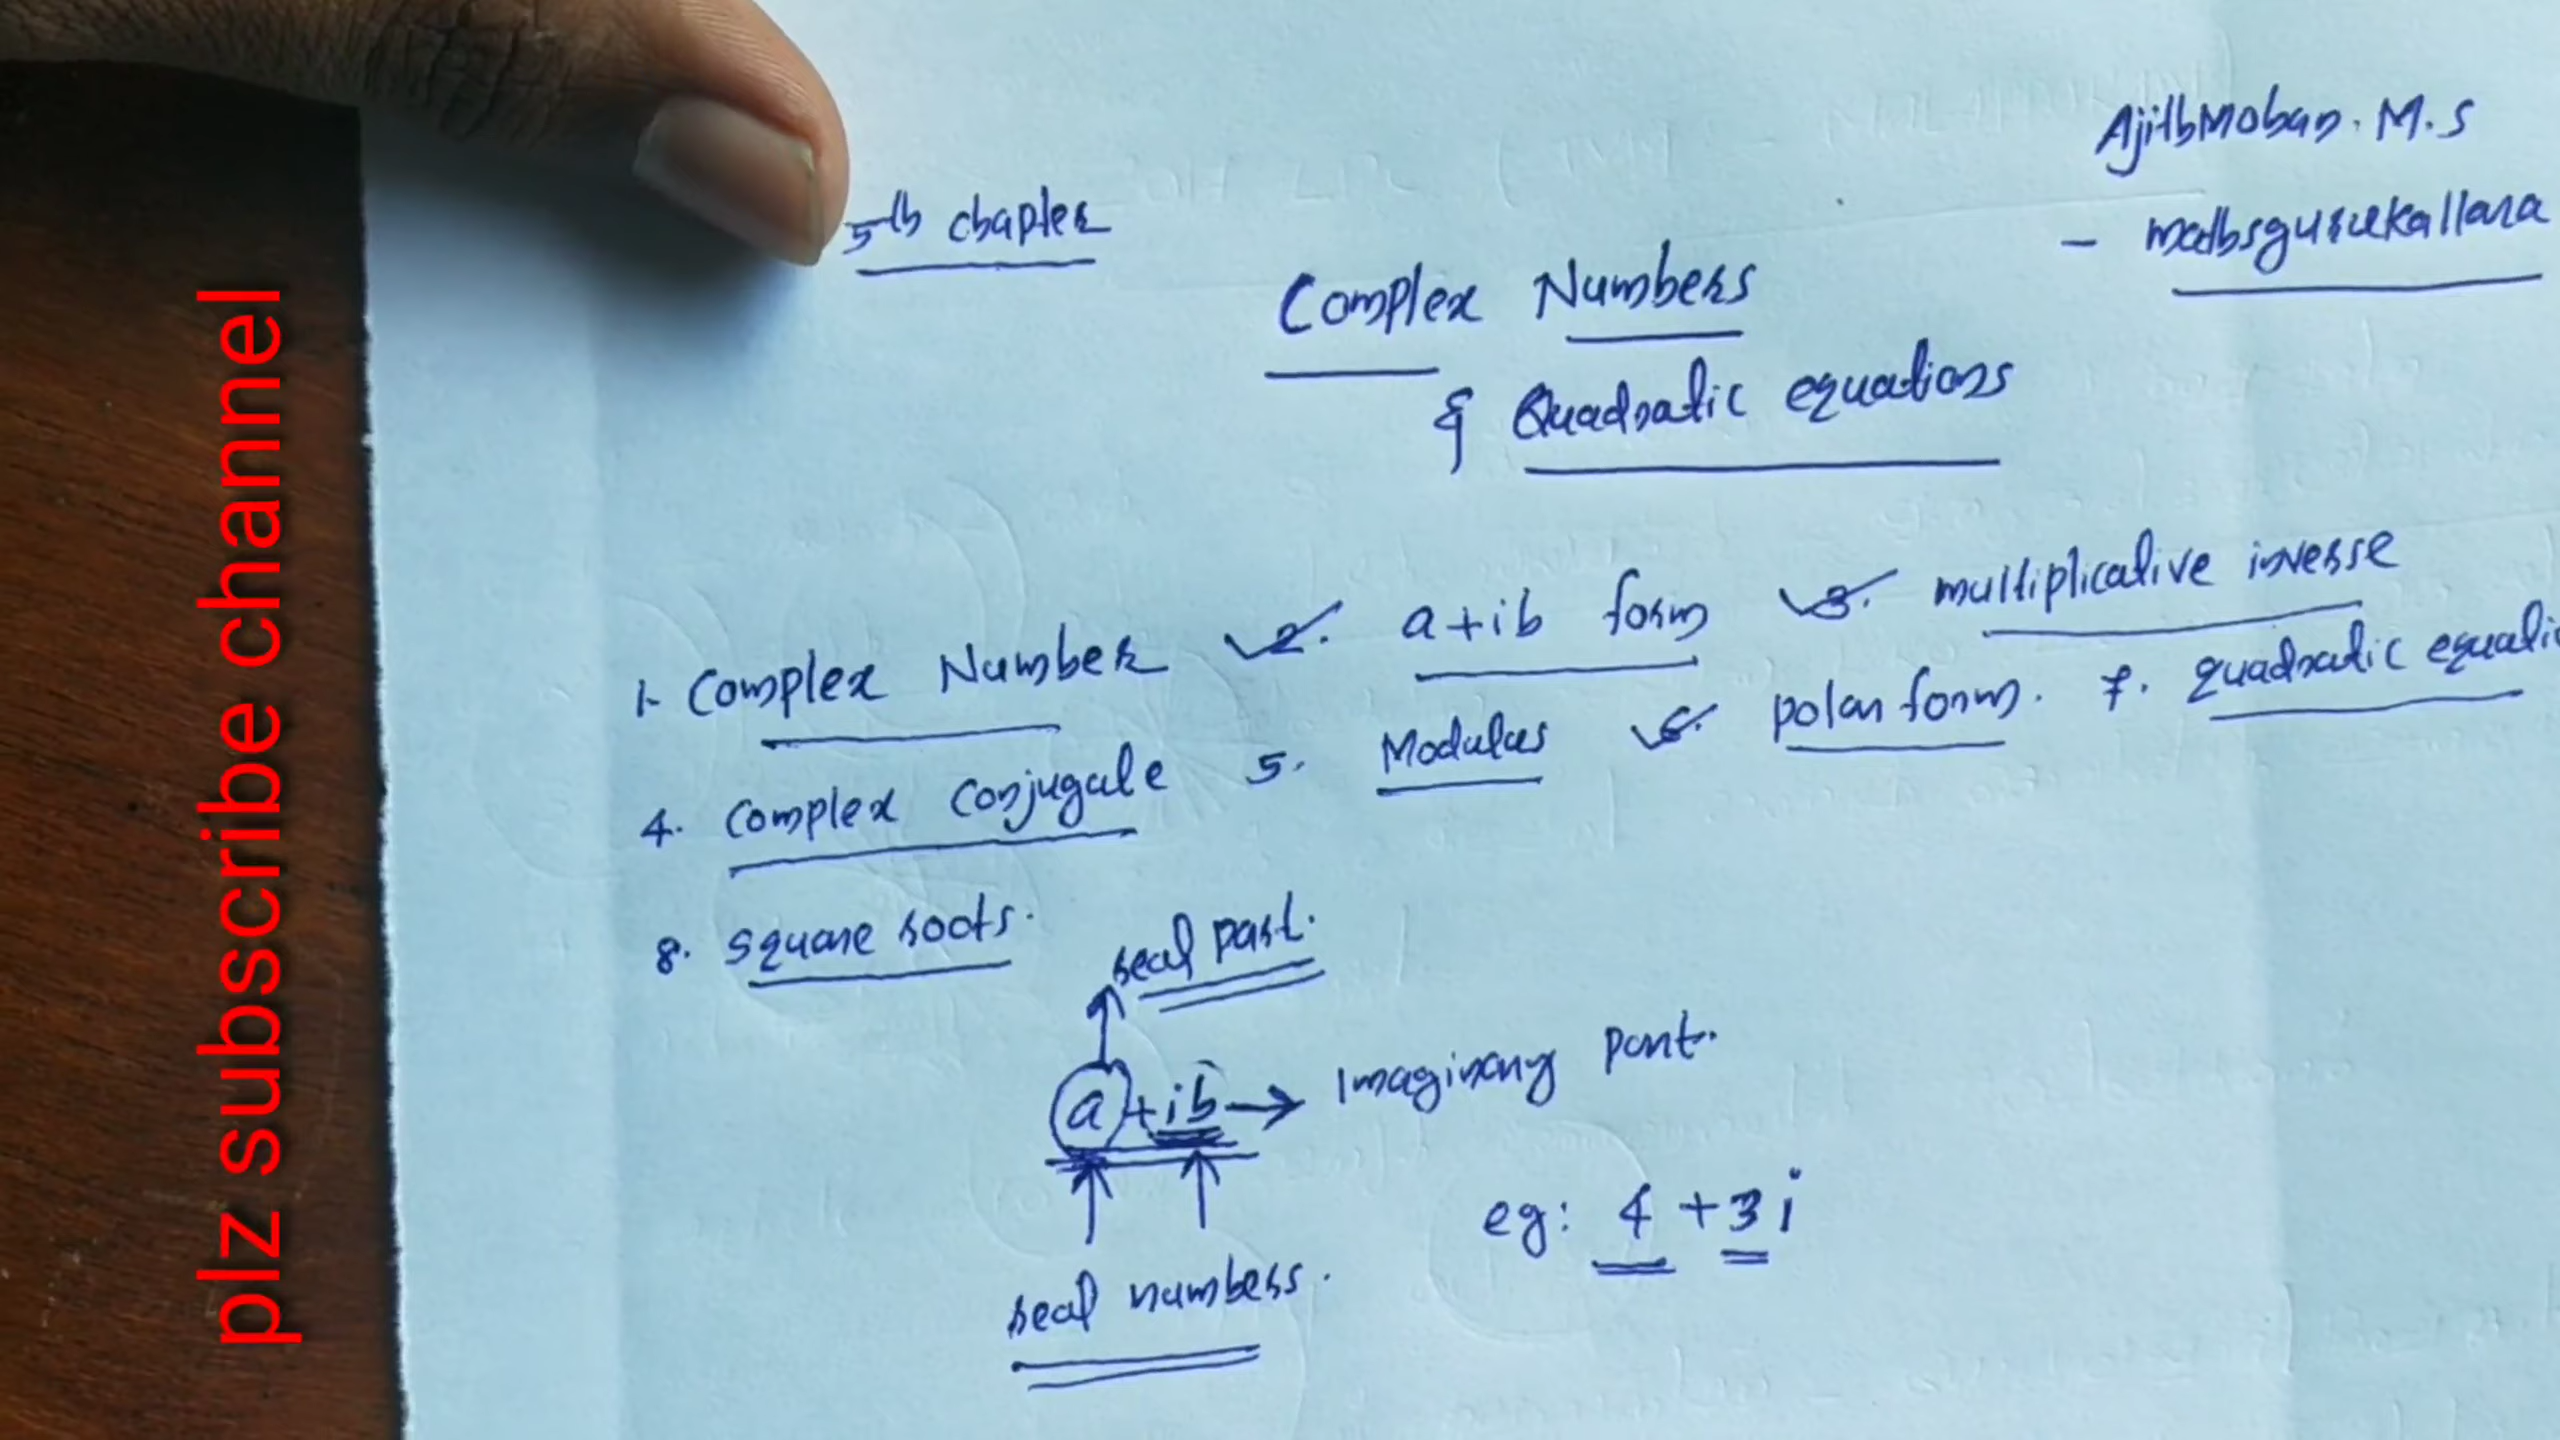 AjithMohan. M.S
5th chapter
- mathsgurukallara
Complex Numbers
& Quadratic equations
1. Complex Number 2. a+ib form 3. multiplicative inverse
4. Complex Conjugate 5. Modulus 6. polar form. 7. quadratic equatio
8. Square roots.
real part.
a+ib → Imaginary part.
eg: 4 + 3i
real numbers.
plz subscribe channel